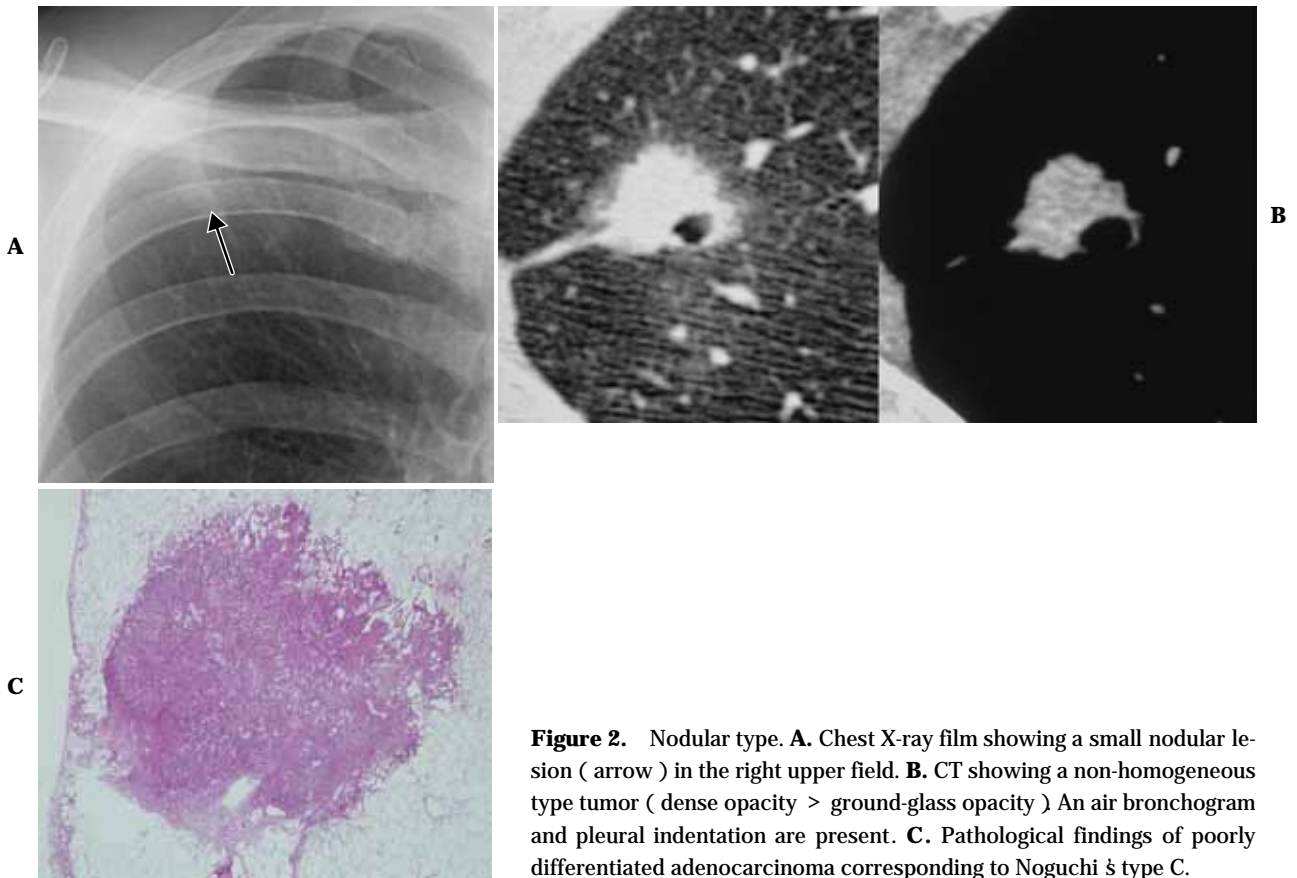 A
B
C
Figure 2. Nodular type. A. Chest X-ray film showing a small nodular le-
sion ( arrow ) in the right upper field. B. CT showing a non-homogeneous
type tumor ( dense opacity > ground-glass opacity ) An air bronchogram
and pleural indentation are present. C. Pathological findings of poorly
differentiated adenocarcinoma corresponding to Noguchi ’s type C.